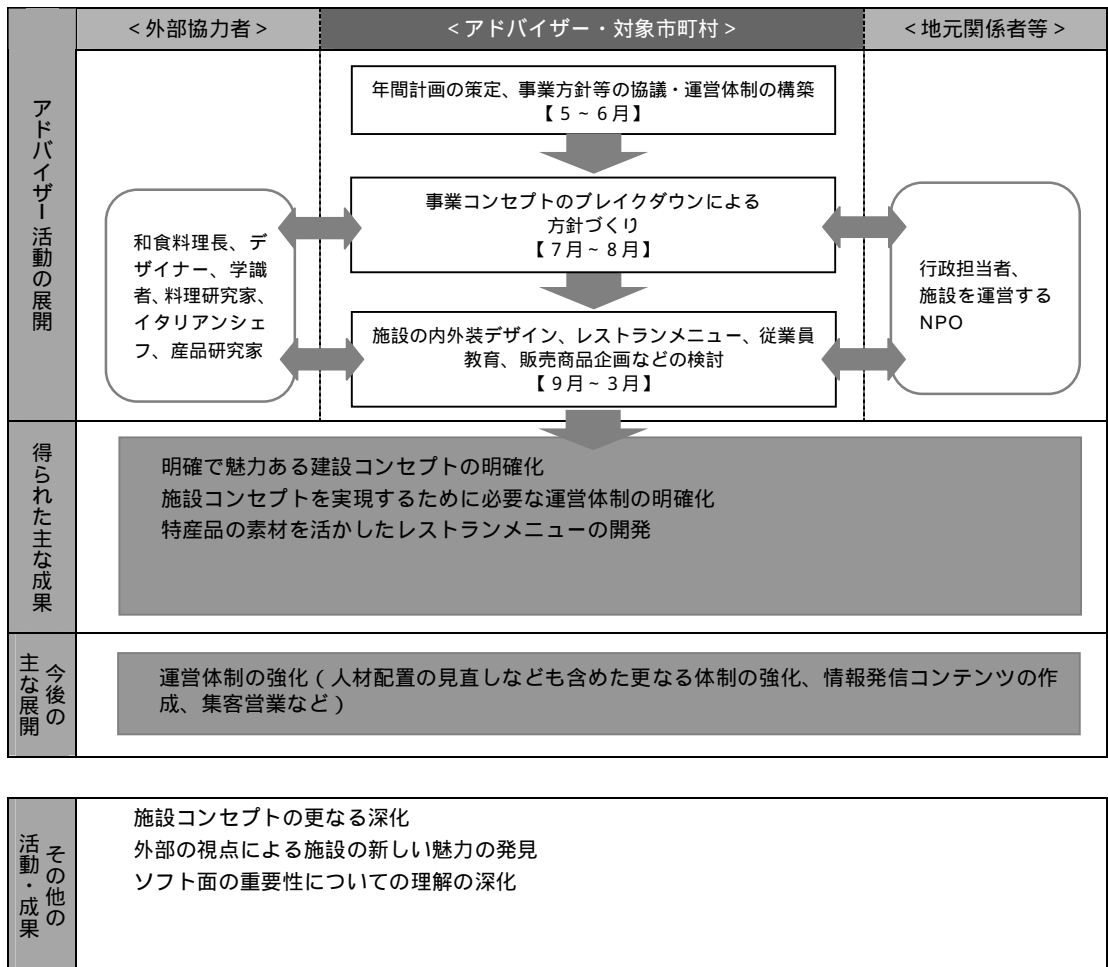 <外部協力者>
<アドバイザー・対象市町村>
<地元関係者等>
アドバイザー活動の展開
年間計画の策定、事業方針等の協議・運営体制の構築
【5~6月】
事業コンセプトのブレイクダウンによる
方針づくり
【7月~8月】
和食料理長、デ
ザイナー、学識
者、料理研究家、
イタリアンシェ
フ、産品研究家
行政担当者、
施設を運営する
NPO
施設の内外装デザイン、レストランメニュー、従業員
教育、販売商品企画などの検討
【9月~3月】
得られた主な成果
明確で魅力ある建設コンセプトの明確化
施設コンセプトを実現するために必要な運営体制の明確化
特産品の素材を活かしたレストランメニューの開発
今後の
主な展開
運営体制の強化(人材配置の見直しなども含めた更なる体制の強化、情報発信コンテンツの作
成、集客営業など)
その他の
活動・成果
施設コンセプトの更なる深化
外部の視点による施設の新しい魅力の発見
ソフト面の重要性についての理解の深化